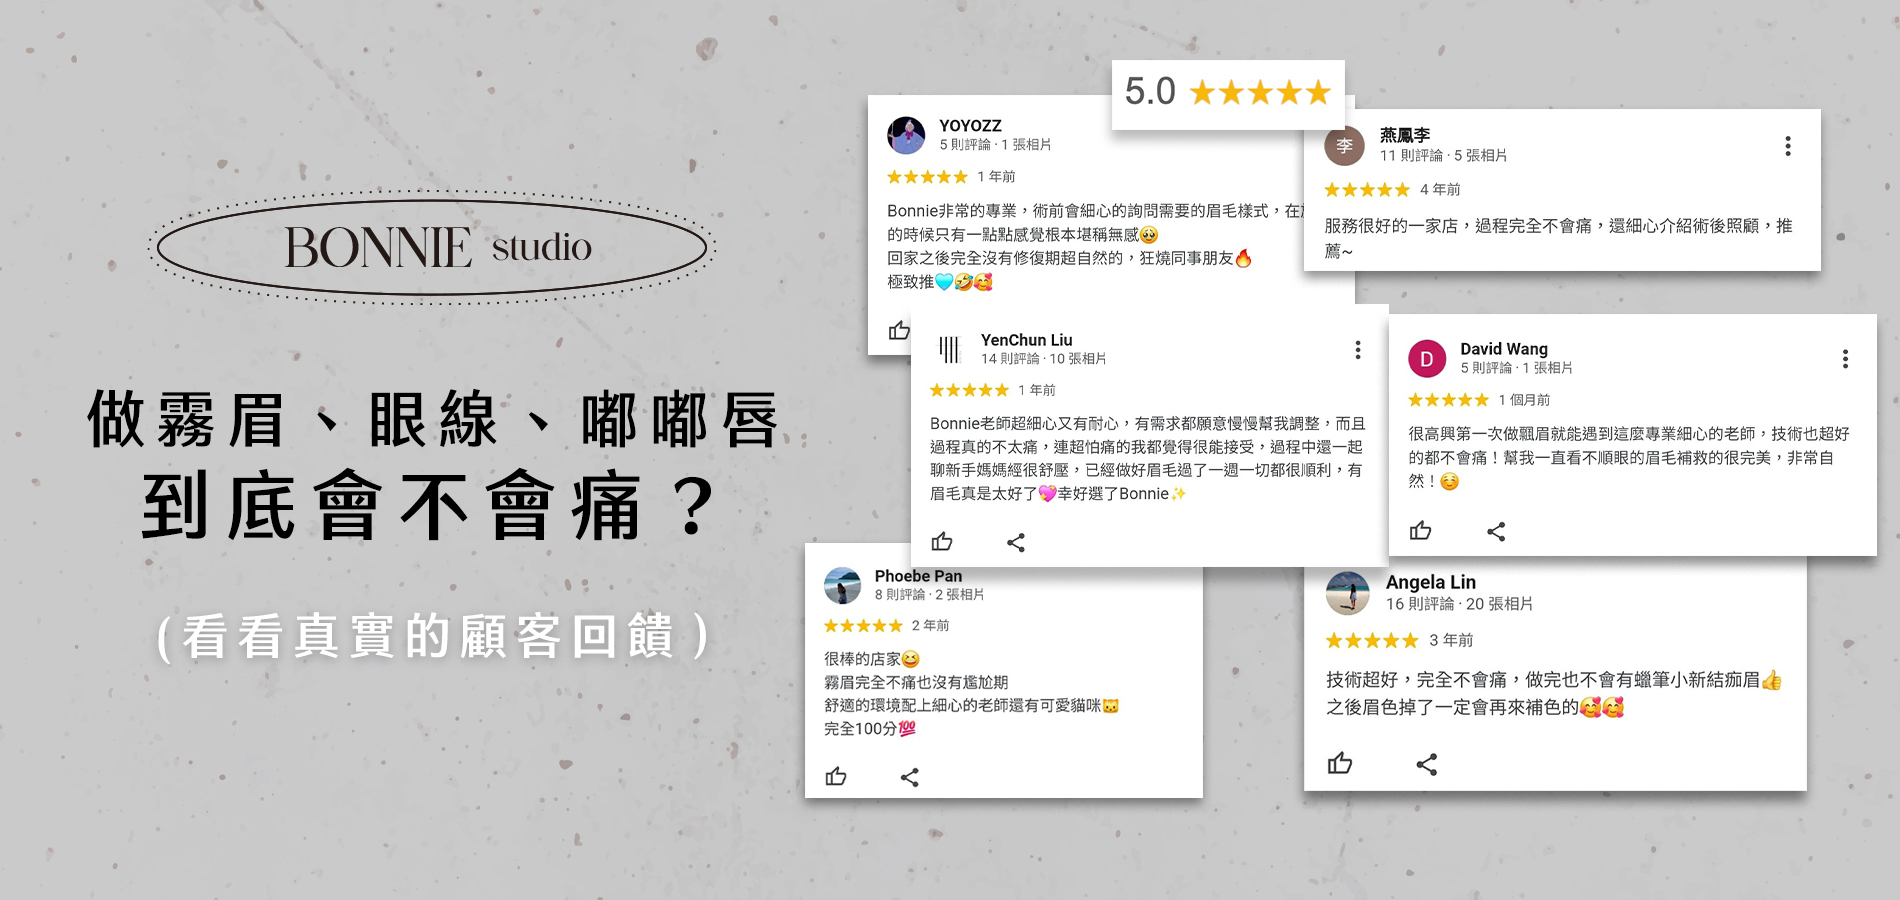 BONNIE studio
做霧眉、眼線、嘟嘟唇
到底會不會痛？
(看看真實的顧客回饋)
5.0
YOYOZZ
5 則評論 · 1 張相片
1 年前
Bonnie非常的專業，術前會細心的詢問需要的眉毛樣式，在
的時候只有一點點感覺根本堪稱無感🥹
回家之後完全沒有修復期超自然的，狂燒同事朋友🔥
極致推🩵🤣🥰
李
燕鳳李
11 則評論 · 5 張相片
4 年前
服務很好的一家店，過程完全不會痛，還細心介紹術後照顧，推
薦~
YenChun Liu
14 則評論 · 10 張相片
1 年前
Bonnie老師超細心又有耐心，有需求都願意慢慢幫我調整，而且
過程真的不太痛，連超怕痛的我都覺得很能接受，過程中還一起
聊新手媽媽經很舒壓，已經做好眉毛過了一週一切都很順利，有
眉毛真是太好了💖幸好選了Bonnie✨
D
David Wang
5 則評論 · 1 張相片
1 個月前
很高興第一次做飄眉就能遇到這麼專業細心的老師，技術也超好
的都不會痛！幫我一直看不順眼的眉毛補救的很完美，非常自
然！☺️
Phoebe Pan
8 則評論 · 2 張相片
2 年前
很棒的店家😆
霧眉完全不痛也沒有尷尬期
舒適的環境配上細心的老師還有可愛貓咪🐱
完全100分💯
Angela Lin
16 則評論 · 20 張相片
3 年前
技術超好，完全不會痛，做完也不會有蠟筆小新結痂眉👍
之後眉色掉了一定會再來補色的🥰🥰